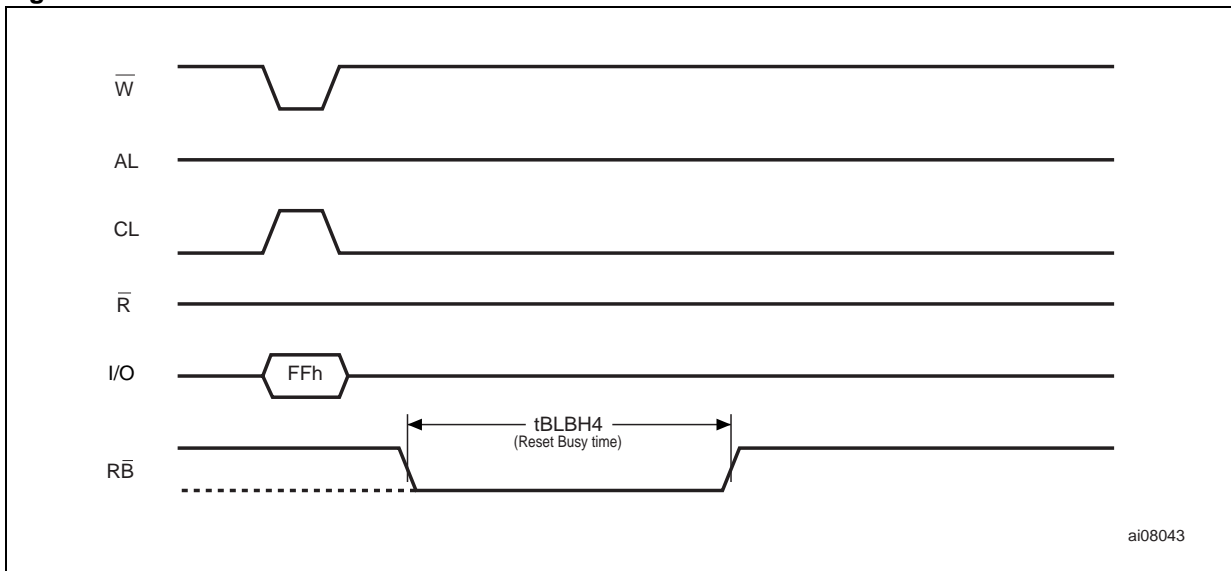 W̅
AL
CL
R̅
I/O FFh
tBLBH4
(Reset Busy time)
RB̅
ai08043